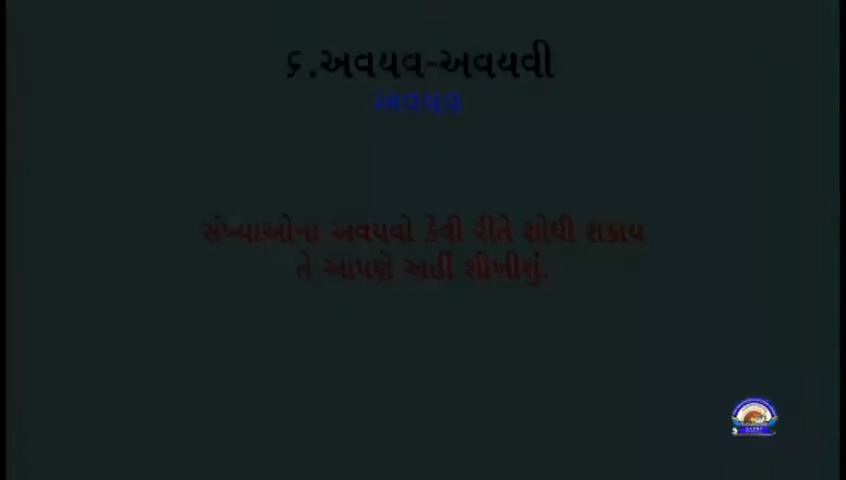 ૬.અવયવ-અવયવી
અવયવ
સંખ્યાઓના અવયવો કેવી રીતે શોધી શકાય
તે આપણે અહીં શીખીશું.